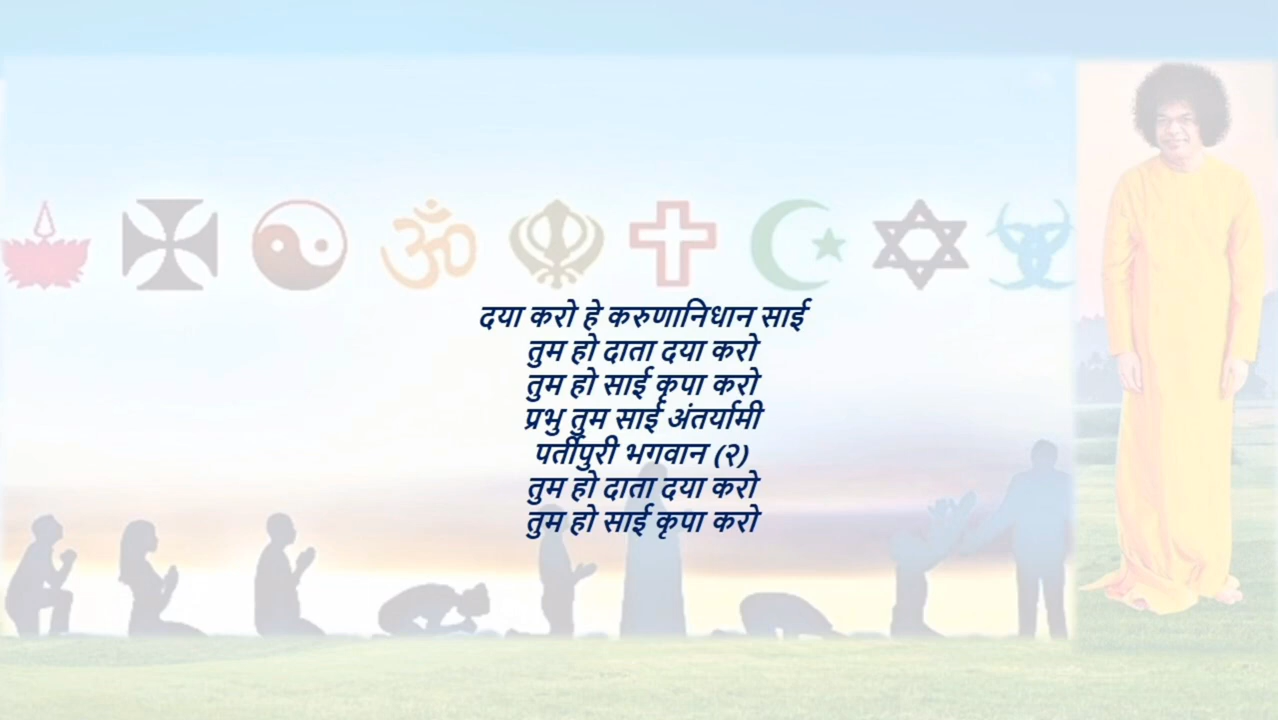 दया करो हे करुणानिधान साई
तुम हो दाता दया करो
तुम हो साई कृपा करो
प्रभु तुम साई अंतर्यामी
पर्तीपुरी भगवान (२)
तुम हो दाता दया करो
तुम हो साई कृपा करो